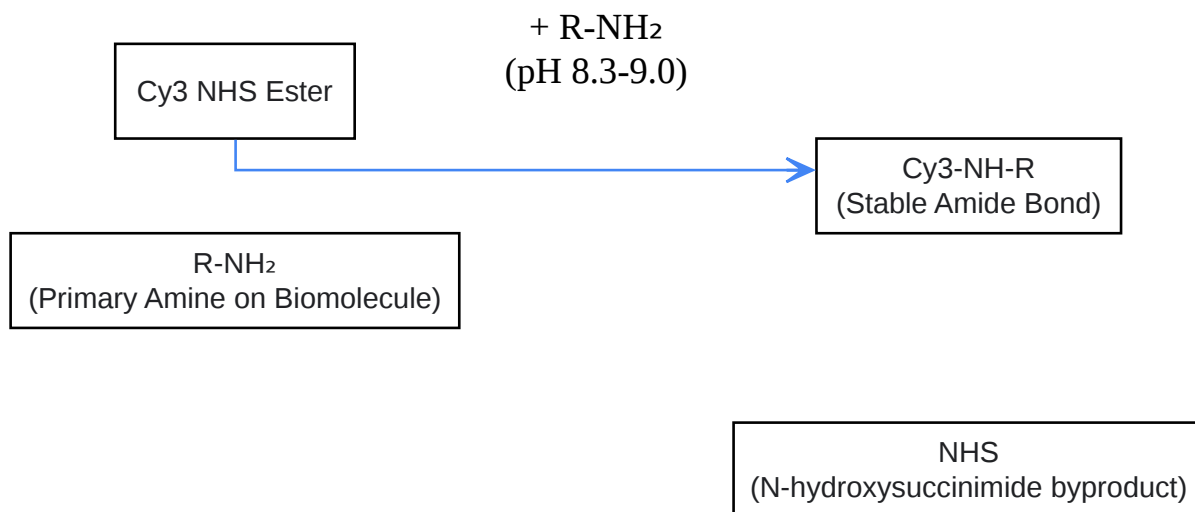 + R-NH₂
(pH 8.3-9.0)
Cy3 NHS Ester
Cy3-NH-R
(Stable Amide Bond)
R-NH₂
(Primary Amine on Biomolecule)
NHS
(N-hydroxysuccinimide byproduct)